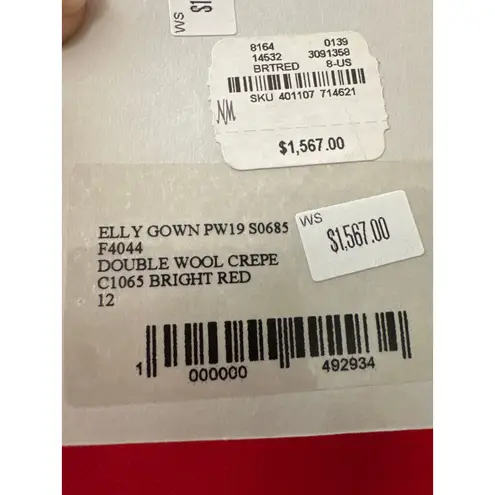 WS
$1
8164 0139
14532 3091358
BRTRED 8-US
SKU 401107 714621
NM
$1,567.00
WS
$1,567.00
ELLY GOWN PW19 S0685
F4044
DOUBLE WOOL CREPE
C1065 BRIGHT RED
12
1 000000 492934